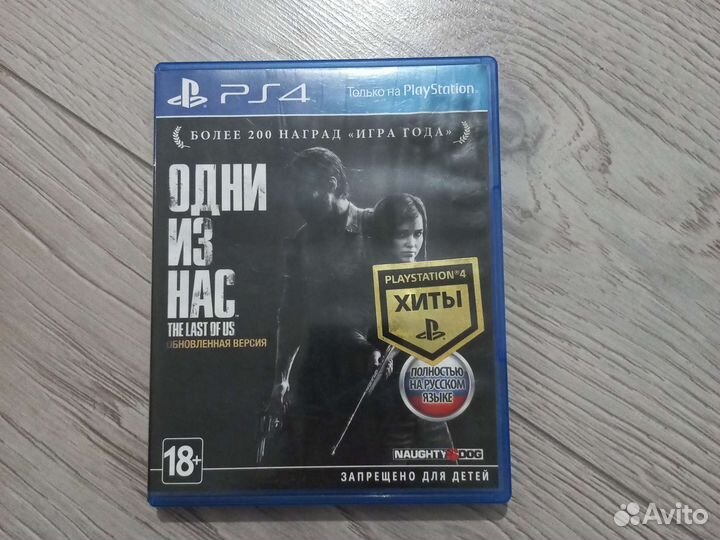 PS4
Только на PlayStation
БОЛЕЕ 200 НАГРАД «ИГРА ГОДА»
ОДНИ
ИЗ
НАС
THE LAST OF US
ОБНОВЛЕННАЯ ВЕРСИЯ
PLAYSTATION®4
ХИТЫ
ПОЛНОСТЬЮ
НА РУССКОМ
ЯЗЫКЕ
NAUGHTY DOG
18+
ЗАПРЕЩЕНО ДЛЯ ДЕТЕЙ
Avito